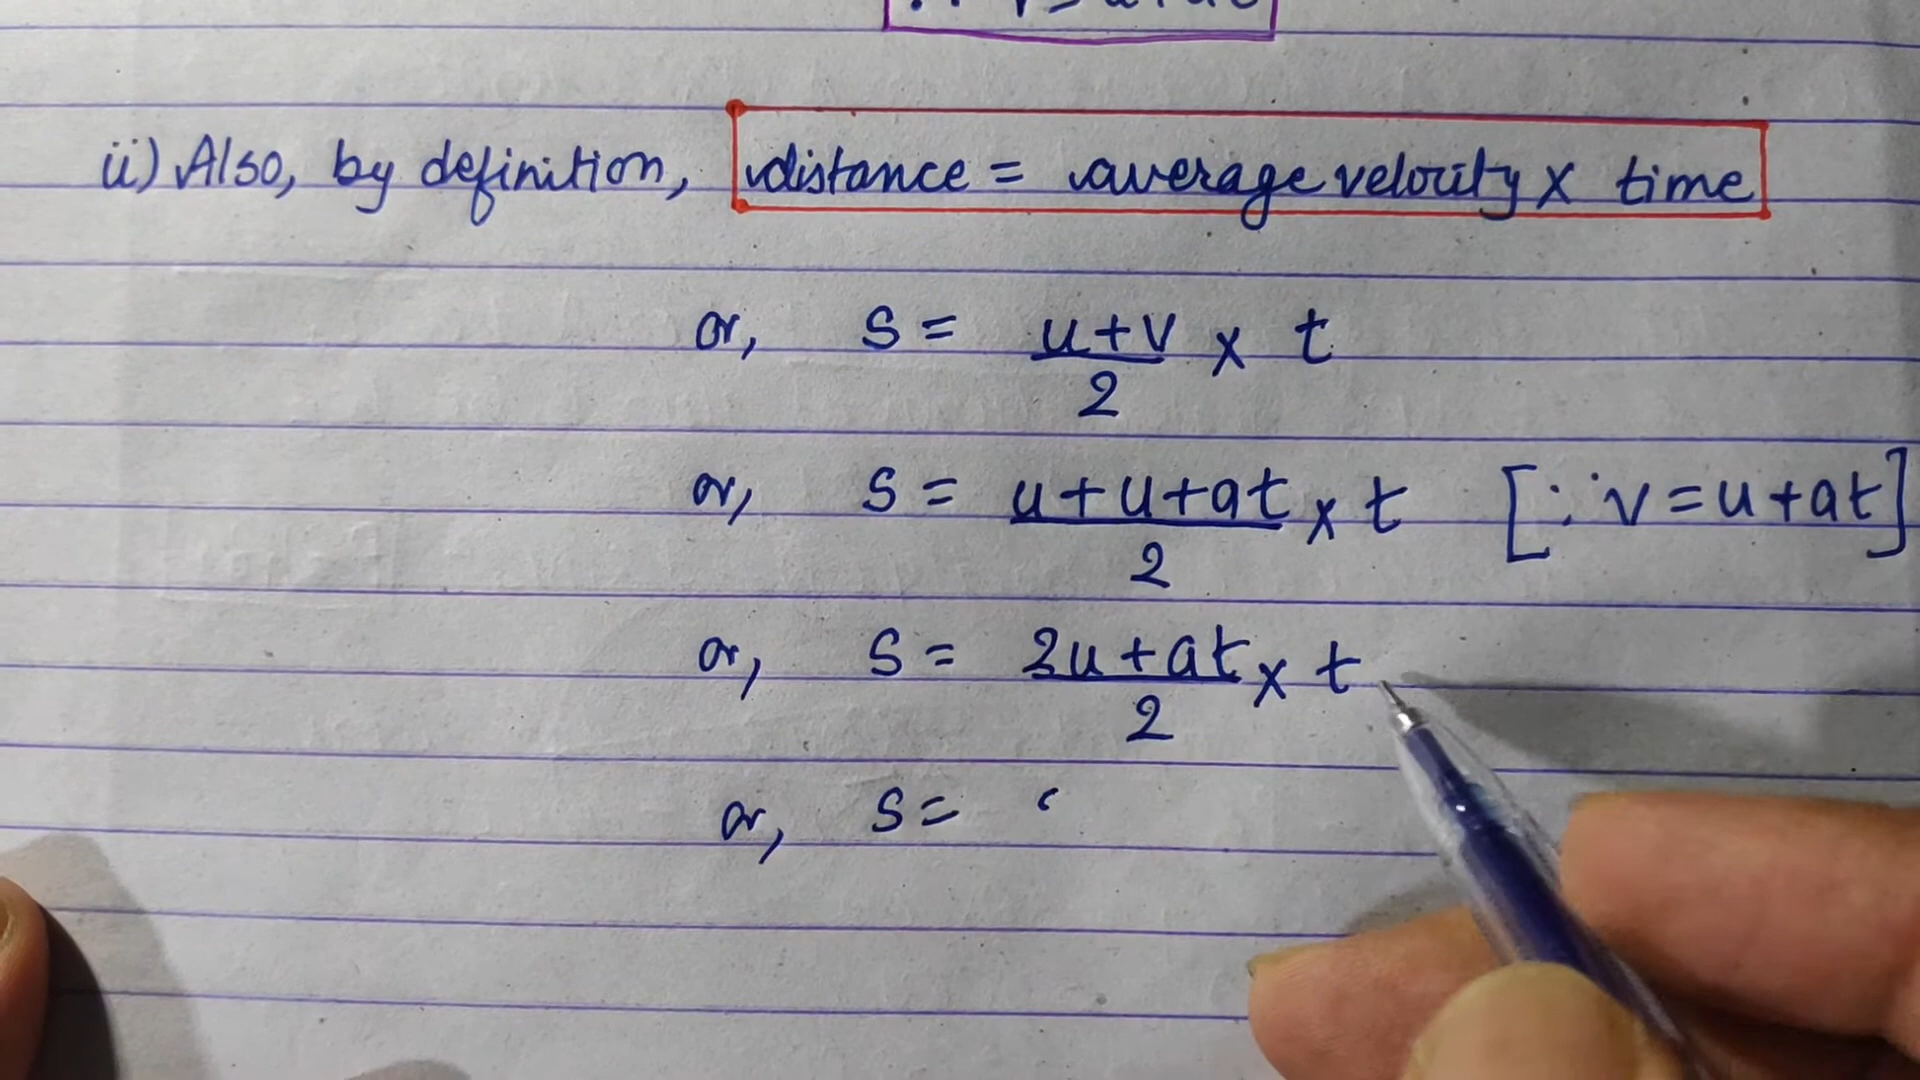 ∴ v = u + at
ii) Also, by definition, distance = average velocity x time
or, S = u+v/2 x t
or, S = u+u+at/2 x t [∵ v = u+at]
or, S = 2u+at/2 x t
or, S =